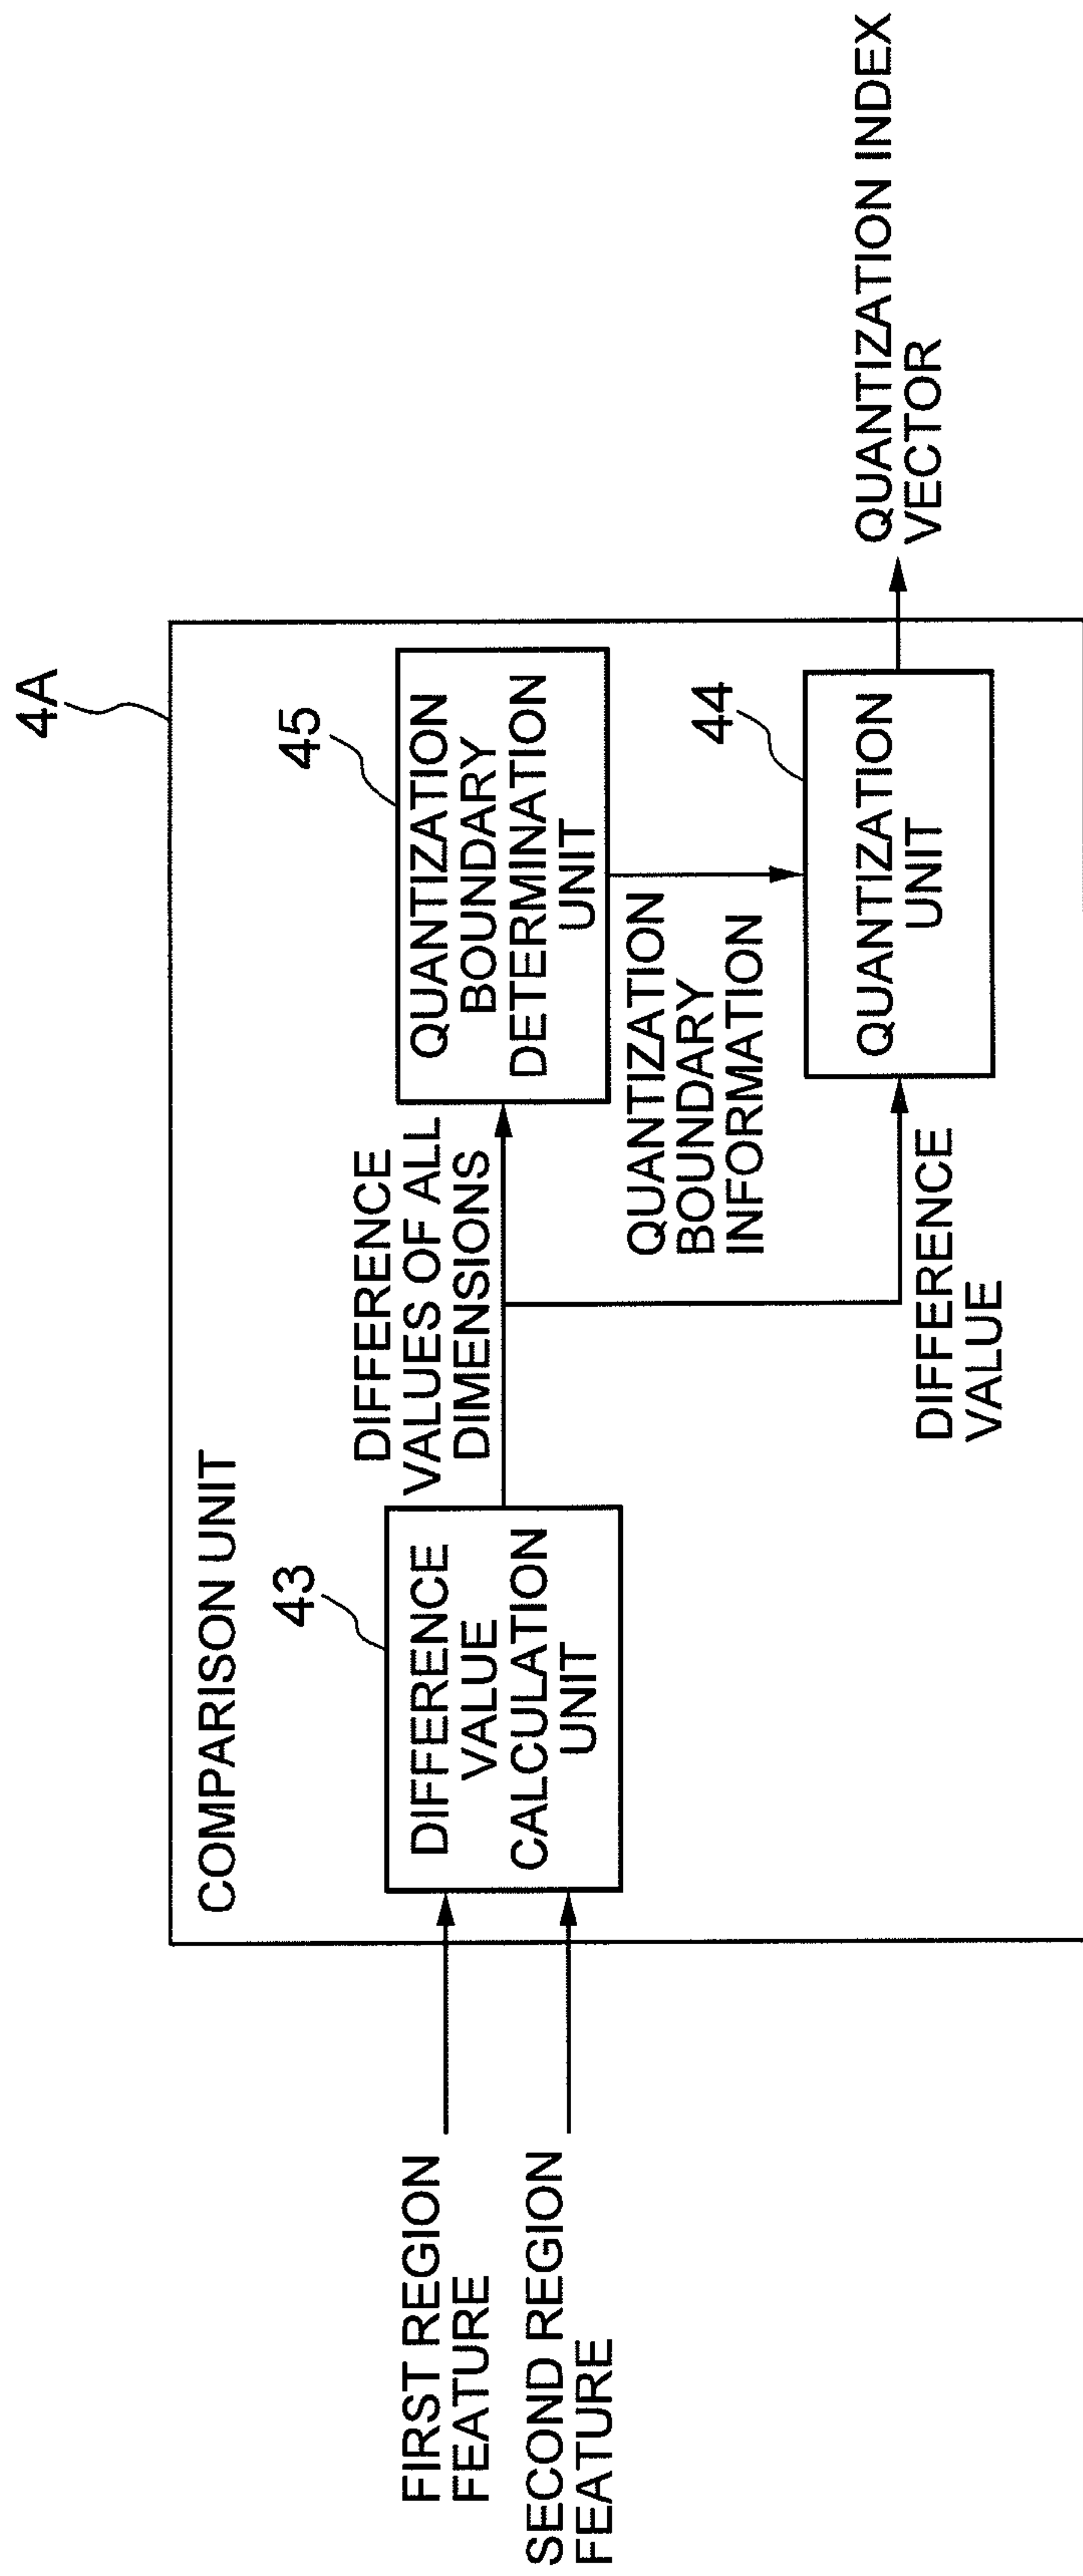 4A
COMPARISON UNIT
43
DIFFERENCE
VALUE
CALCULATION
UNIT
FIRST REGION
FEATURE
SECOND REGION
FEATURE
DIFFERENCE
VALUES OF ALL
DIMENSIONS
45
QUANTIZATION
BOUNDARY
DETERMINATION
UNIT
QUANTIZATION
BOUNDARY
INFORMATION
DIFFERENCE
VALUE
44
QUANTIZATION
UNIT
QUANTIZATION INDEX
VECTOR